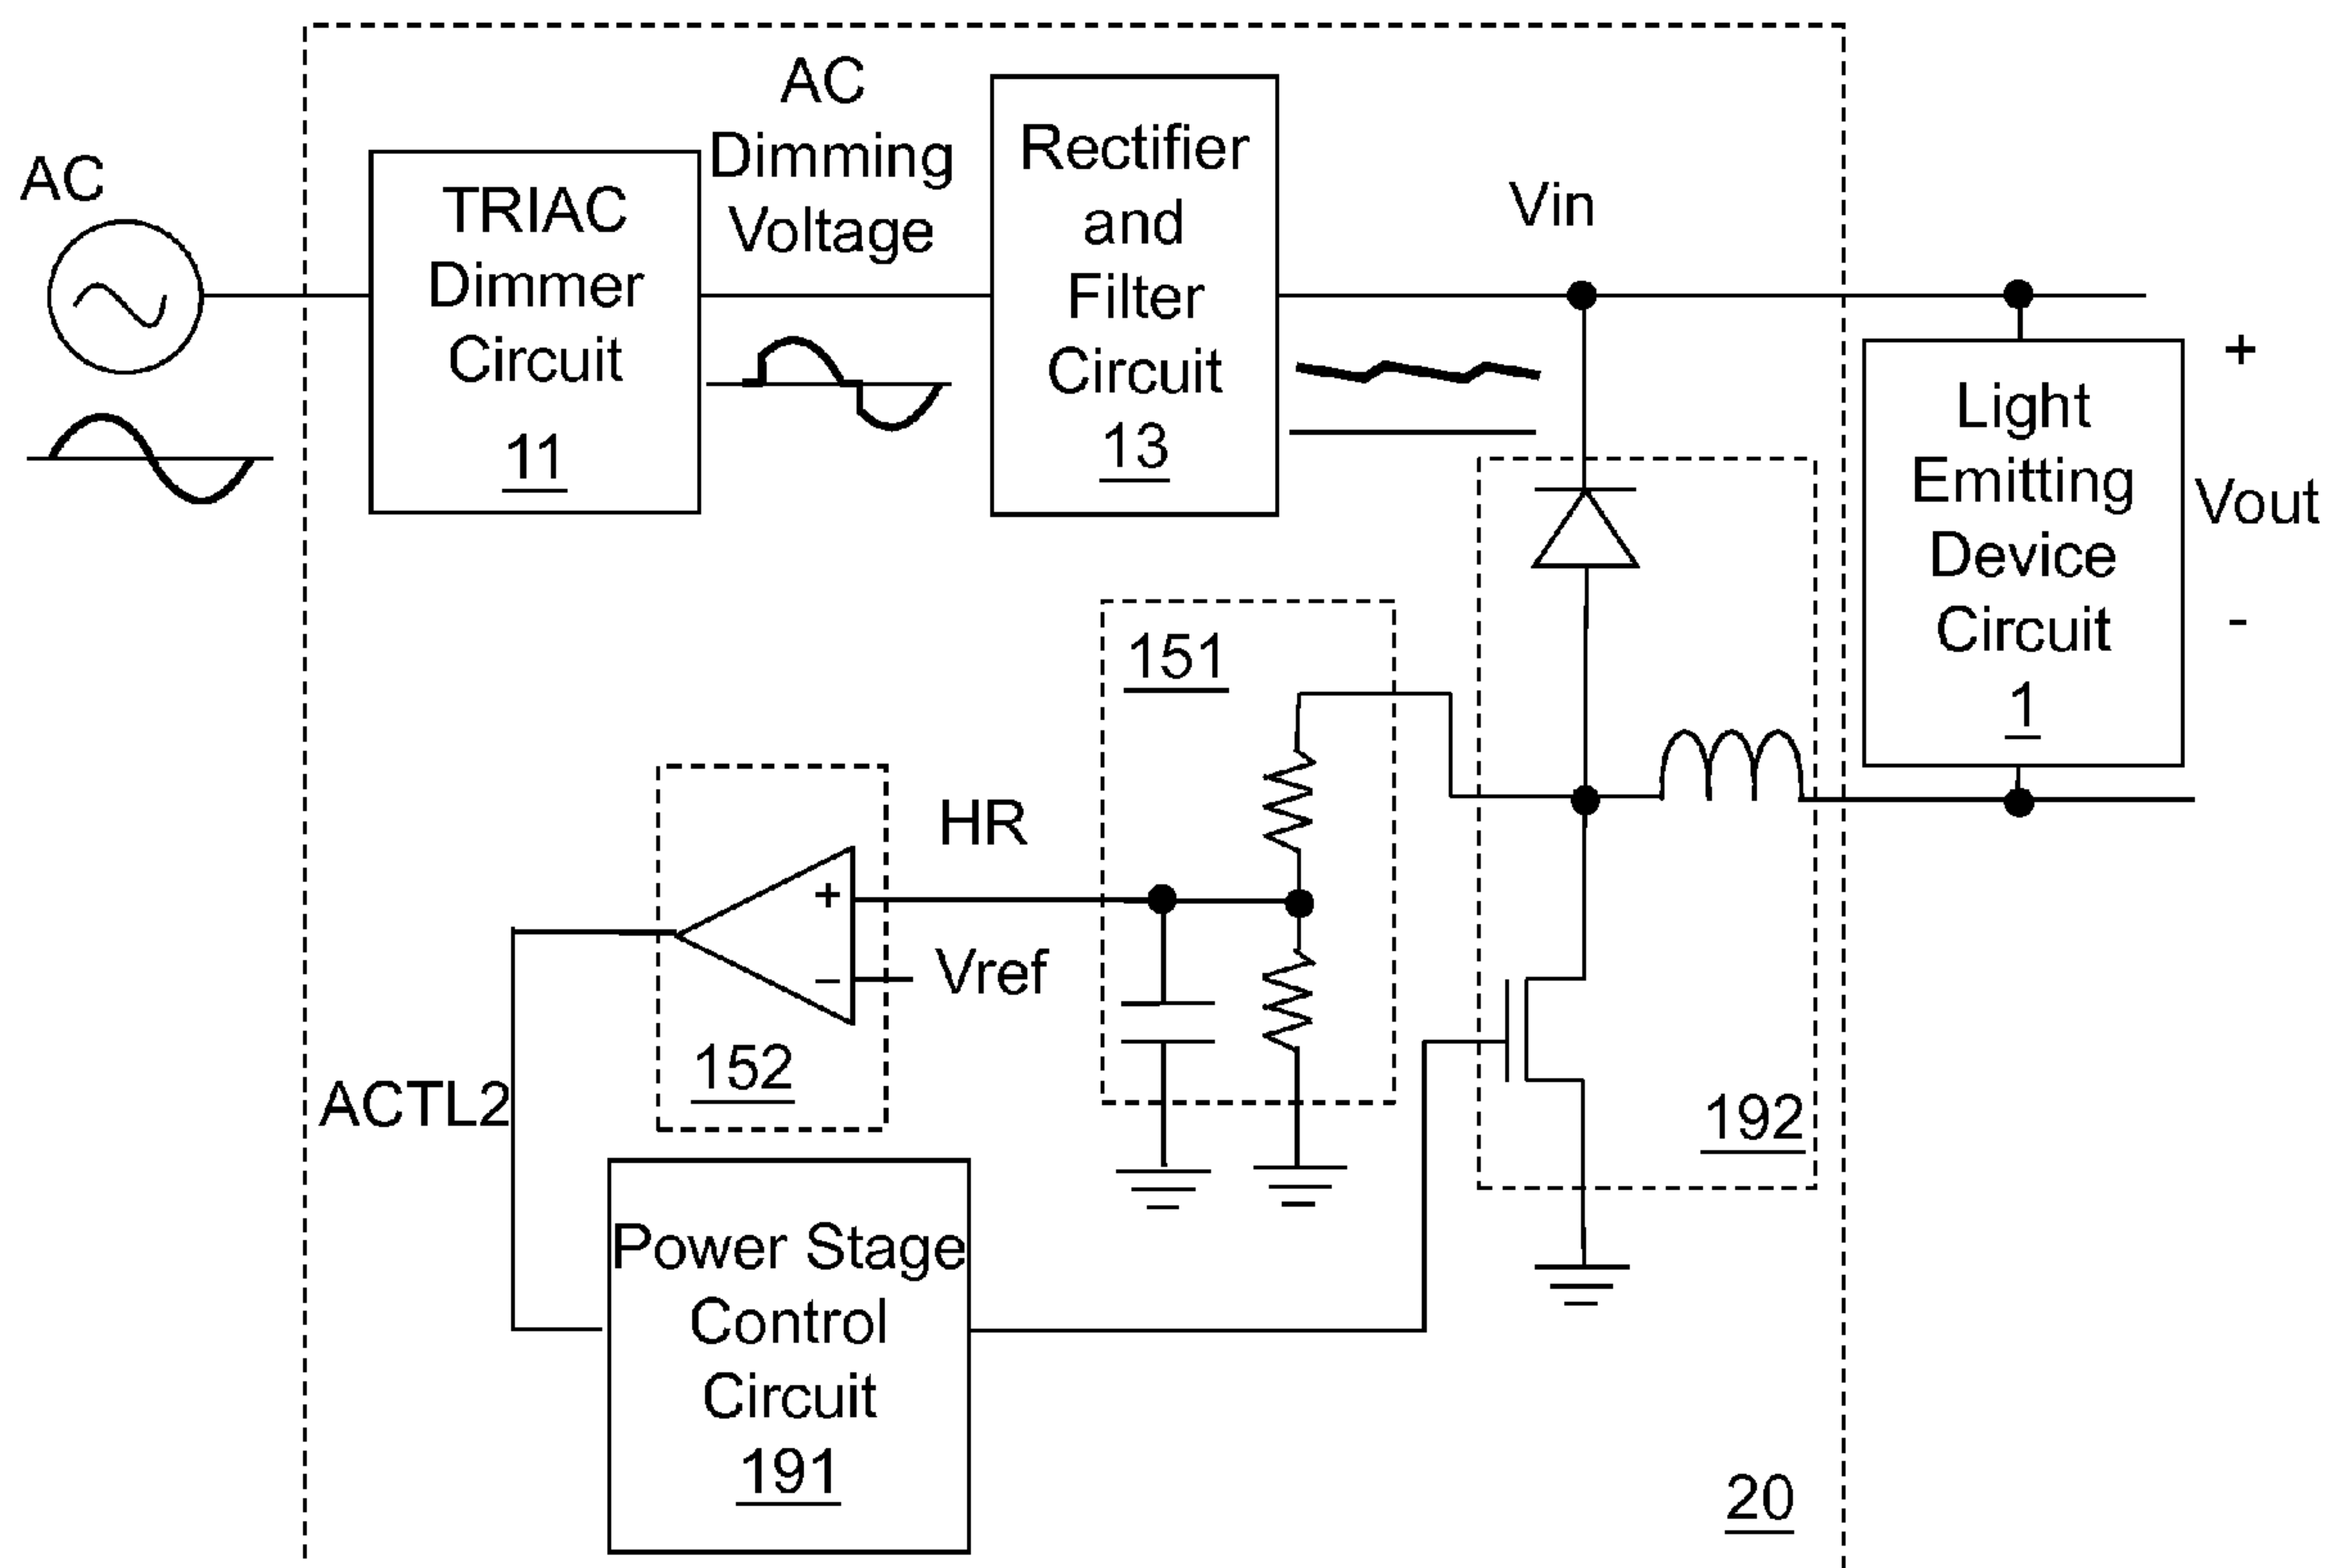 AC
TRIAC
Dimmer
Circuit
11
AC
Dimming
Voltage
Rectifier
and
Filter
Circuit
13
Vin
Light
Emitting
Device
Circuit
1
+
Vout
-
151
HR
+
Vref
−
152
ACTL2
192
Power Stage
Control
Circuit
191
20